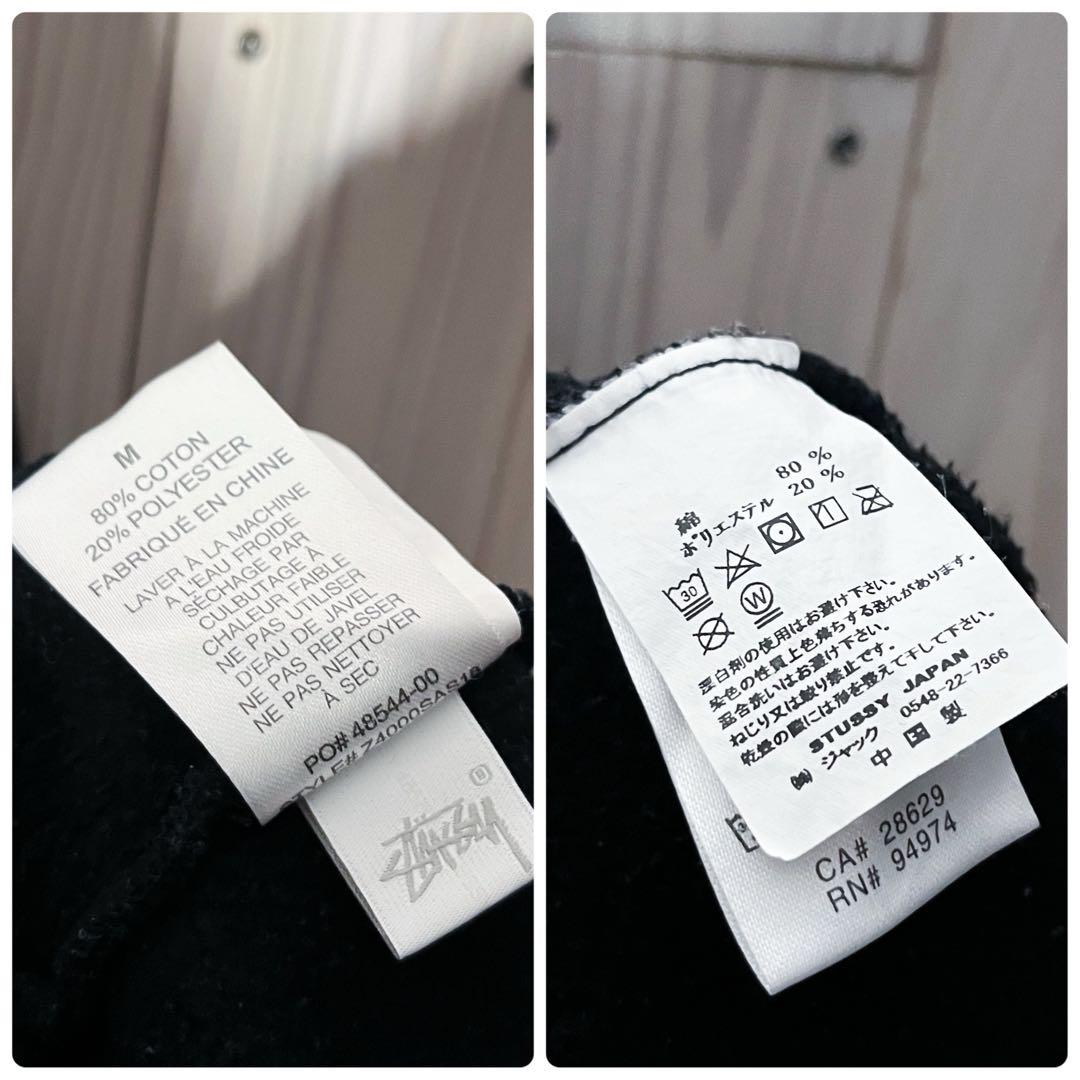 M
80% COTON
20% POLYESTER
FABRIQUÉ EN CHINE
LAVER À LA MACHINE
A L'EAU FROIDE
SÉCHAGE PAR
CULBUTAGE À
CHALEUR FAIBLE
NE PAS UTILISER
D'EAU DE JAVEL
NE PAS REPASSER
NE PAS NETTOYER
À SEC
PO# 48544-00
STYLE# Z4000SAS18
STÜSSY
®
綿 80 %
ポリエステル 20 %
30
W
漂白剤の使用はお避け下さい。
染色の性質上色落ちする恐れがあります。
混合洗いはお避け下さい。
ねじり又は絞り禁止です。
乾燥の際には形を整えて干して下さい。
STUSSY JAPAN
㈱ジャック 0548-22-7366
中国製
CA# 28629
RN# 94974